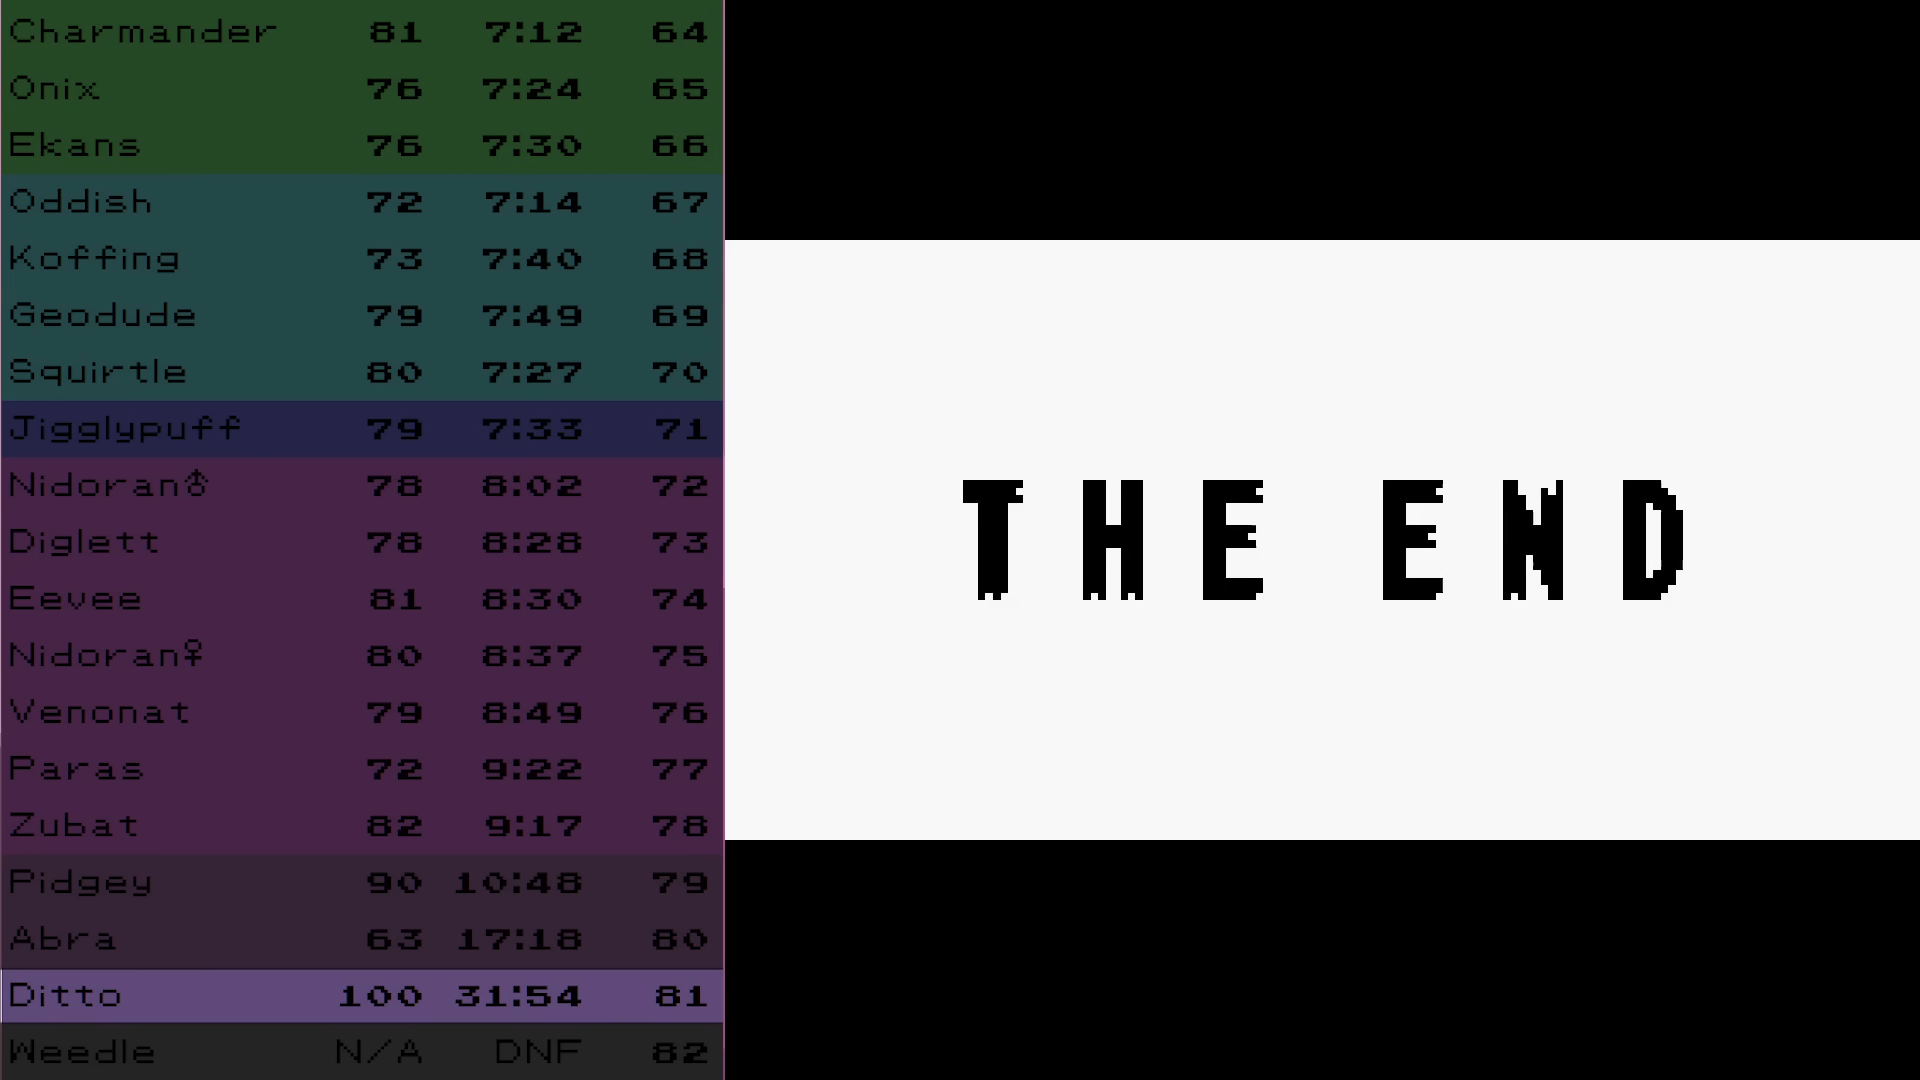 Charmander 81 7:12 64
Onix 76 7:24 65
Ekans 76 7:30 66
Oddish 72 7:14 67
Koffing 73 7:40 68
Geodude 79 7:49 69
Squirtle 80 7:27 70
Jigglypuff 79 7:33 71
Nidoran♂ 78 8:02 72
Diglett 78 8:28 73
Eevee 81 8:30 74
Nidoran♀ 80 8:37 75
Venonat 79 8:49 76
Paras 72 9:22 77
Zubat 82 9:17 78
Pidgey 90 10:48 79
Abra 63 17:18 80
Ditto 100 31:54 81
Weedle N/A DNF 82
THE END